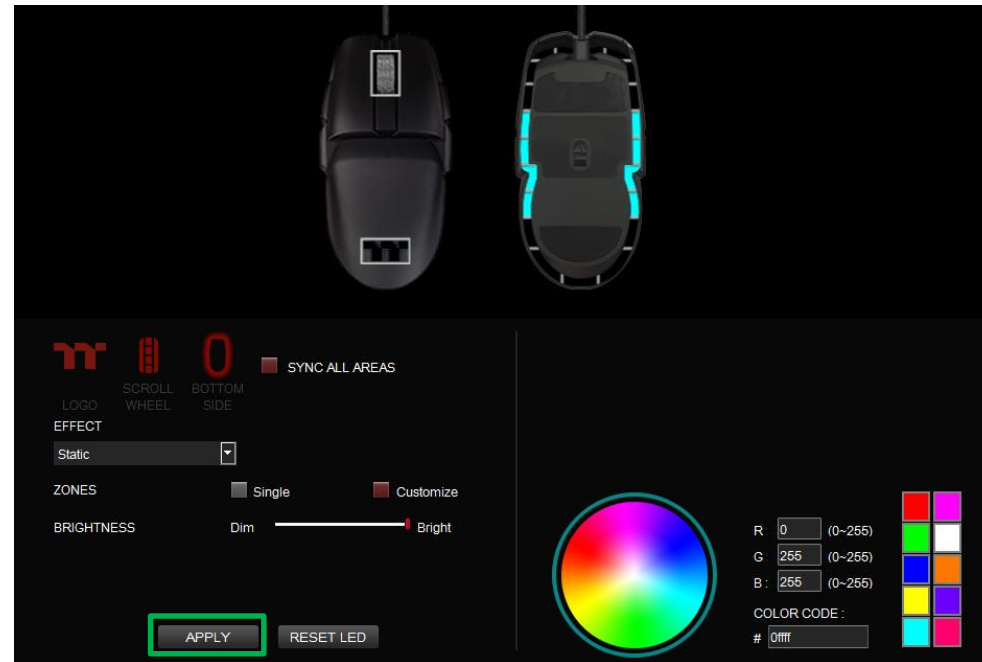 SYNC ALL AREAS
LOGO
SCROLL WHEEL
BOTTOM SIDE
EFFECT
Static
ZONES Single Customize
BRIGHTNESS Dim Bright
APPLY RESET LED
R 0 (0~255)
G 255 (0~255)
B : 255 (0~255)
COLOR CODE :
# 0ffff